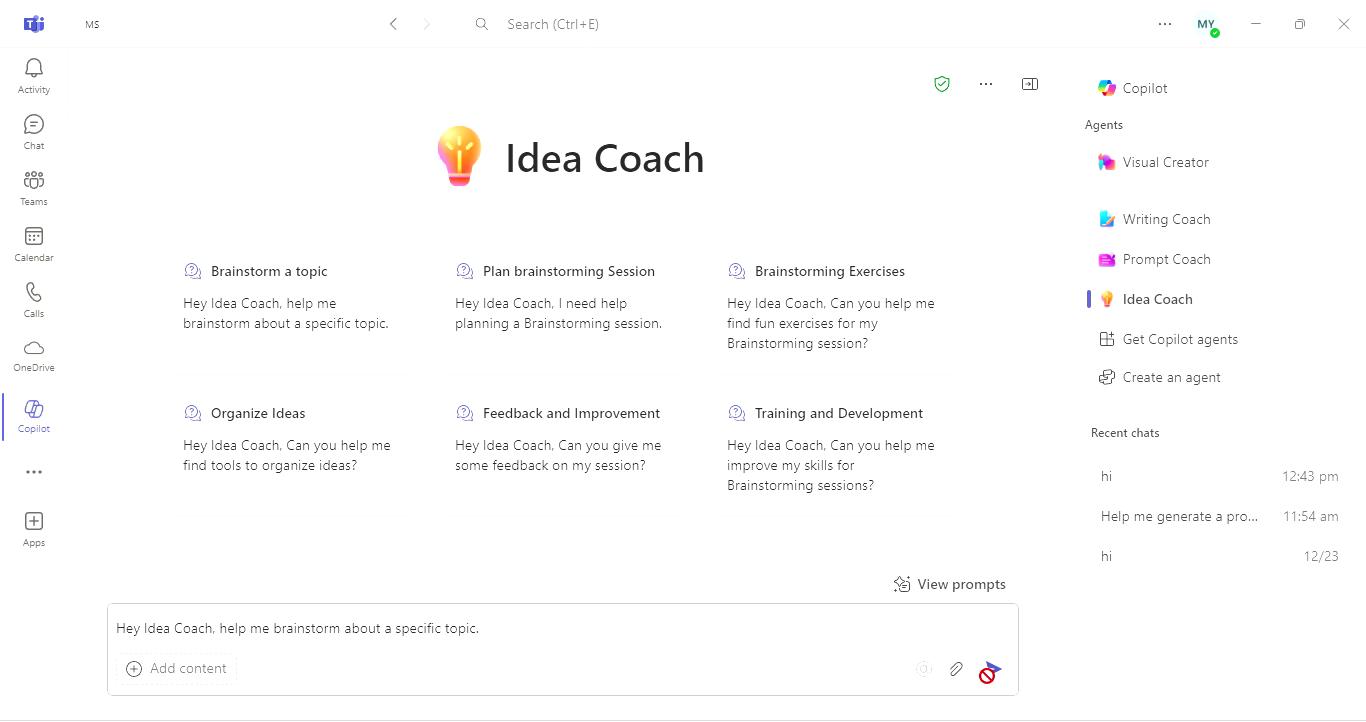 MS
Search (Ctrl+E)
MY
Activity
Chat
Teams
Calendar
Calls
OneDrive
Copilot
Apps
Idea Coach
Brainstorm a topic
Hey Idea Coach, help me
brainstorm about a specific topic.
Plan brainstorming Session
Hey Idea Coach, I need help
planning a Brainstorming session.
Brainstorming Exercises
Hey Idea Coach, Can you help me
find fun exercises for my
Brainstorming session?
Organize Ideas
Hey Idea Coach, Can you help me
find tools to organize ideas?
Feedback and Improvement
Hey Idea Coach, Can you give me
some feedback on my session?
Training and Development
Hey Idea Coach, Can you help me
improve my skills for
Brainstorming sessions?
View prompts
Hey Idea Coach, help me brainstorm about a specific topic.
Add content
Copilot
Agents
Visual Creator
Writing Coach
Prompt Coach
Idea Coach
Get Copilot agents
Create an agent
Recent chats
hi 12:43 pm
Help me generate a pro... 11:54 am
hi 12/23